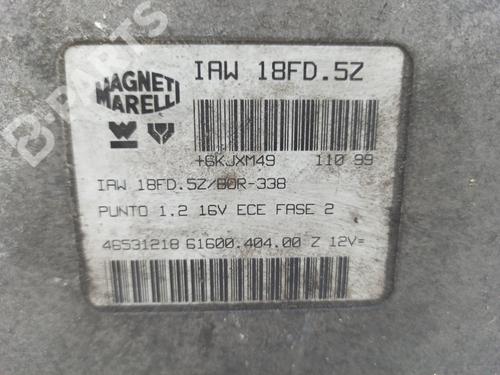 MAGNETI MARELLI
IAW 18FD.5Z
+6KJXM49 110 99
IAW 18FD.5Z/BOR-338
PUNTO 1.2 16V ECE FASE 2
46531218 61600.404.00 Z 12V=
B-PARTS